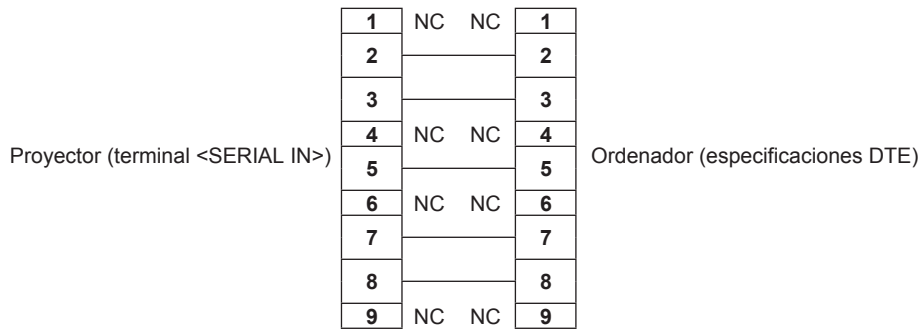 1 NC NC 1
2 2
3 3
4 NC NC 4
Proyector (terminal <SERIAL IN>) 5 5 Ordenador (especificaciones DTE)
6 NC NC 6
7 7
8 8
9 NC NC 9